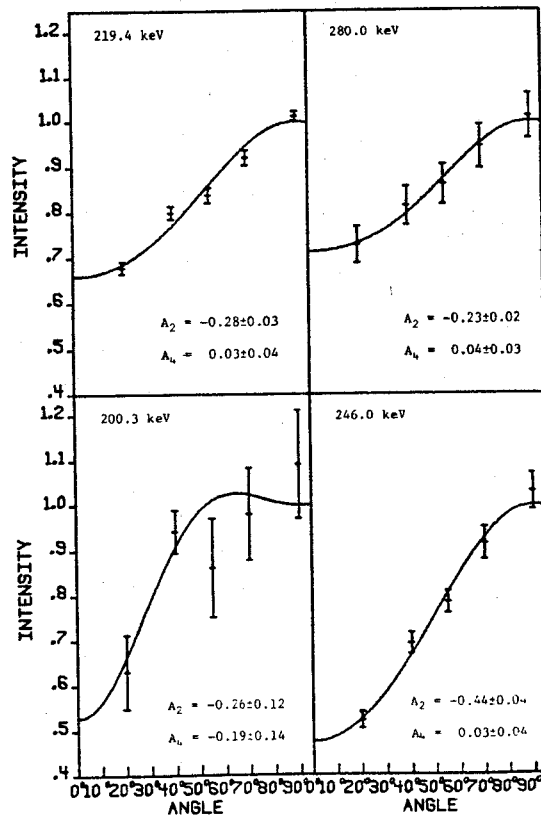 1.2
1.1
1.0
.9
.8
.7
.6
.5
.4
INTENSITY
219.4 keV
A₂ = -0.28±0.03
A₄ = 0.03±0.04
280.0 keV
A₂ = -0.23±0.02
A₄ = 0.04±0.03
1.2
1.1
1.0
.9
.8
.7
.6
.5
.4
INTENSITY
200.3 keV
A₂ = -0.26±0.12
A₄ = -0.19±0.14
246.0 keV
A₂ = -0.44±0.04
A₄ = 0.03±0.04
0° 10° 20° 30° 40° 50° 60° 70° 80° 90°
0° 10° 20° 30° 40° 50° 60° 70° 80° 90°
ANGLE
ANGLE